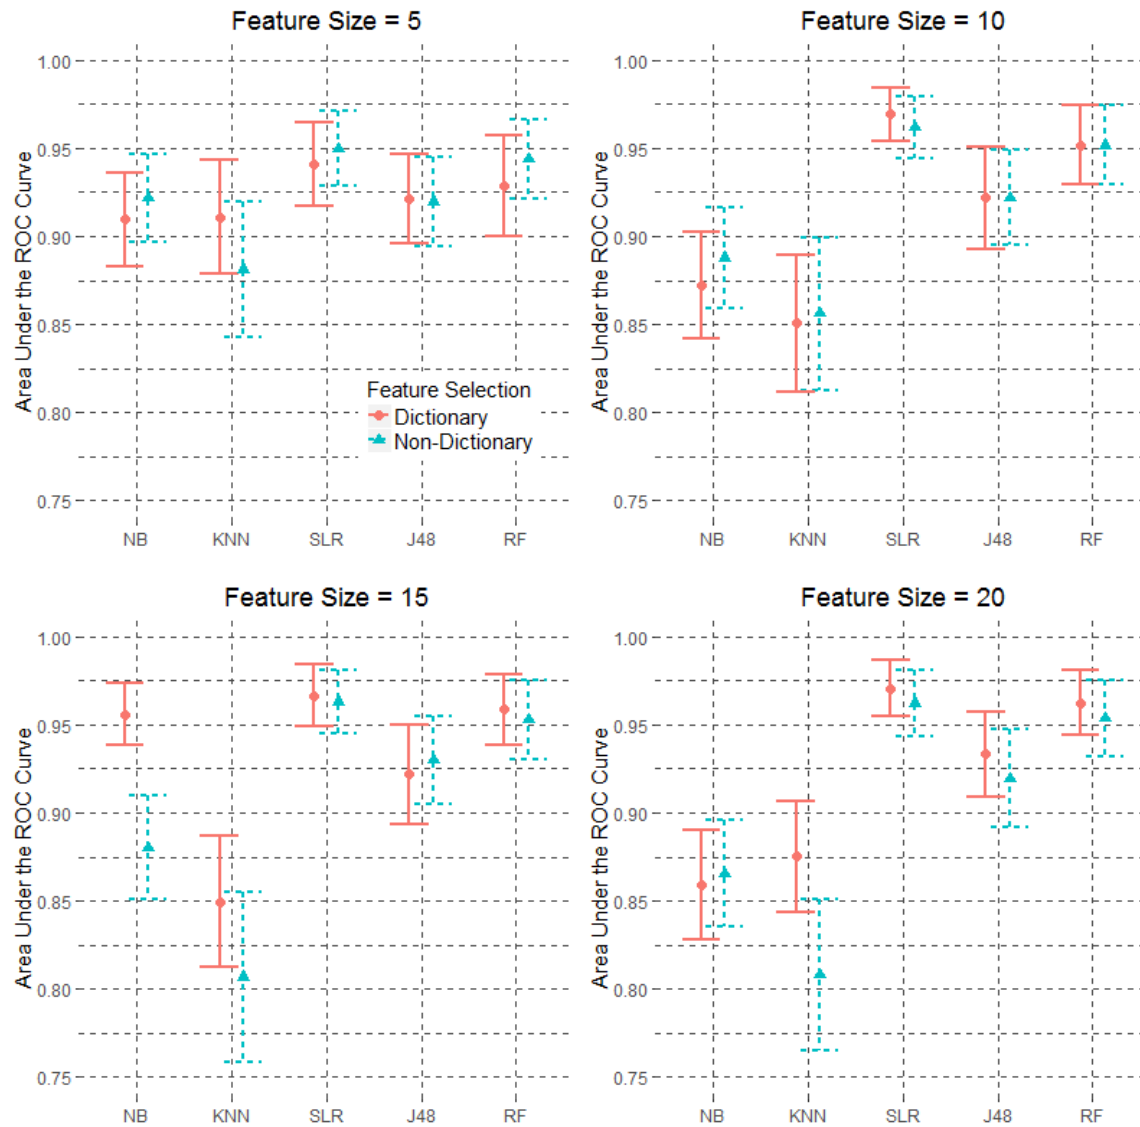 Feature Size = 5
Area Under the ROC Curve
1.00
0.95
0.90
0.85
0.80
0.75
Feature Selection
Dictionary
Non-Dictionary
NB KNN SLR J48 RF
Feature Size = 10
Area Under the ROC Curve
1.00
0.95
0.90
0.85
0.80
0.75
NB KNN SLR J48 RF
Feature Size = 15
Area Under the ROC Curve
1.00
0.95
0.90
0.85
0.80
0.75
NB KNN SLR J48 RF
Feature Size = 20
Area Under the ROC Curve
1.00
0.95
0.90
0.85
0.80
0.75
NB KNN SLR J48 RF